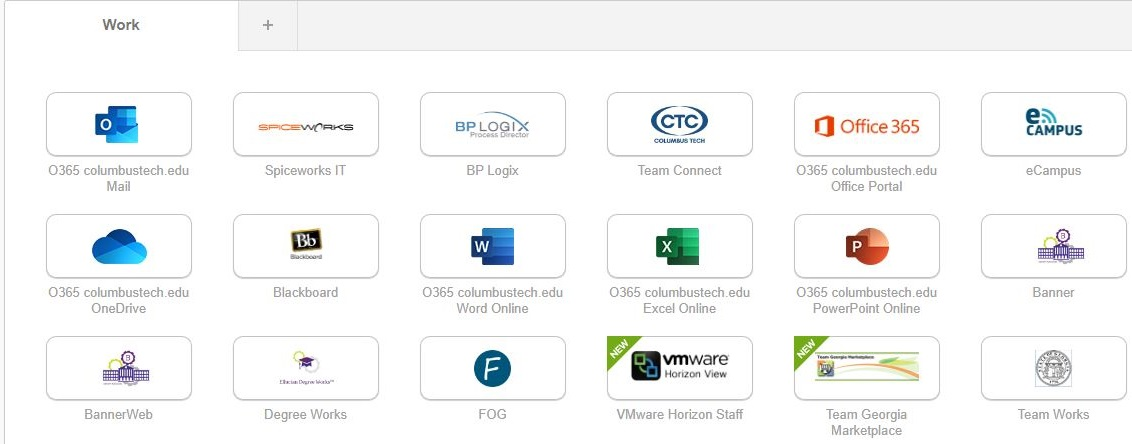 Work
+
O
SPICEWORKS
BP LOGIX
Process Director
CTC
COLUMBUS TECH
Office 365
e
CAMPUS
O365 columbustech.edu
Mail
Spiceworks IT
BP Logix
Team Connect
O365 columbustech.edu
Office Portal
eCampus
Bb
Blackboard
W
X
P
B
O365 columbustech.edu
OneDrive
Blackboard
O365 columbustech.edu
Word Online
O365 columbustech.edu
Excel Online
O365 columbustech.edu
PowerPoint Online
Banner
B
Ellucian Degree Works™
F
NEW
vmware
Horizon View
NEW
Team Georgia Marketplace
BannerWeb
Degree Works
FOG
VMware Horizon Staff
Team Georgia
Marketplace
Team Works